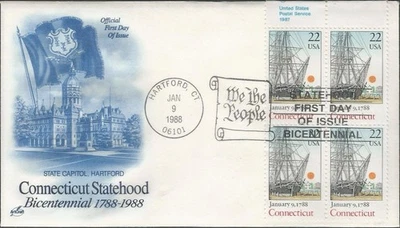 Official
First Day
Of Issue
STATE CAPITOL, HARTFORD
Connecticut Statehood
Bicentennial 1788-1988
HARTFORD, CT
JAN
9
1988
06101
We the
People
STATEHOOD
FIRST DAY
OF ISSUE
BICENTENNIAL
United States
Postal Service
1987
22
USA
January 9, 1788
Connecticut
22
USA
January 9, 1788
Connecticut
22
USA
January 9, 1788
Connecticut
22
USA
January 9, 1788
Connecticut